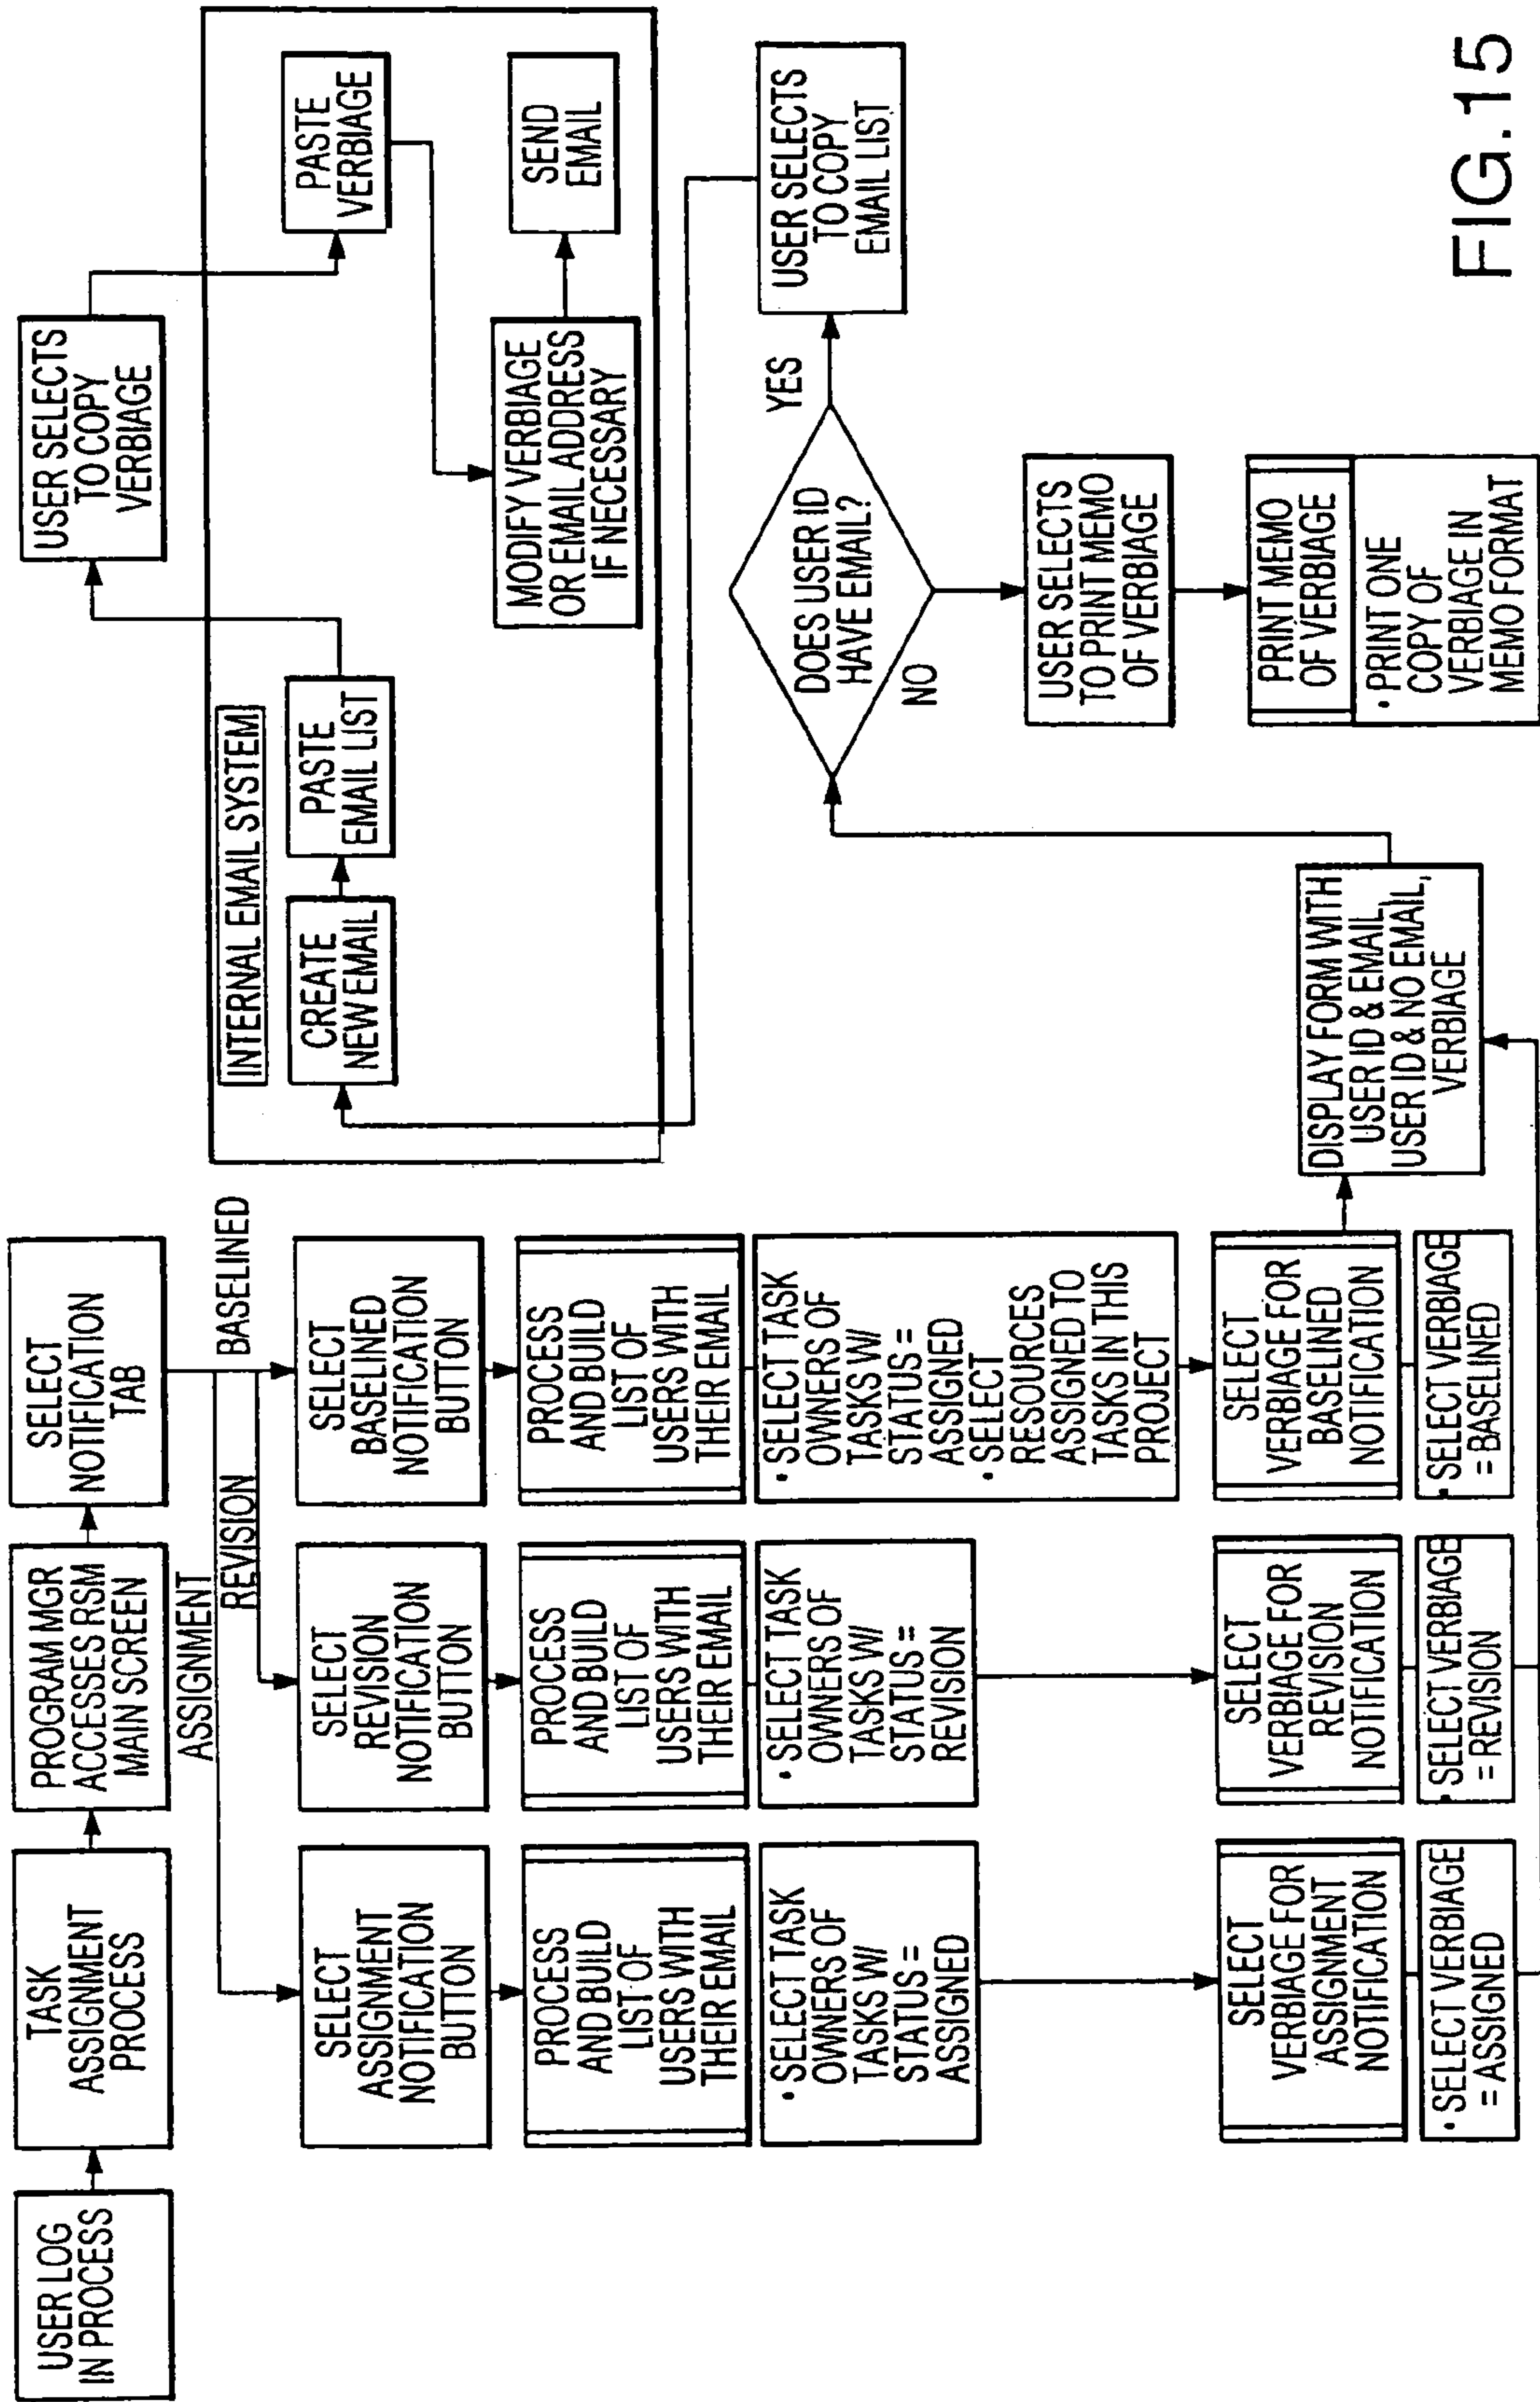 USER LOG
IN PROCESS
TASK
ASSIGNMENT
PROCESS
PROGRAM MGR
ACCESSES RSM
MAIN SCREEN
SELECT
NOTIFICATION
TAB
ASSIGNMENT
REVISION
BASELINED
SELECT
ASSIGNMENT
NOTIFICATION
BUTTON
PROCESS
AND BUILD
LIST OF
USERS WITH
THEIR EMAIL
• SELECT TASK
OWNERS OF
TASKS W/
STATUS =
ASSIGNED
SELECT
VERBIAGE FOR
ASSIGNMENT
NOTIFICATION
• SELECT VERBIAGE
= ASSIGNED
SELECT
REVISION
NOTIFICATION
BUTTON
PROCESS
AND BUILD
LIST OF
USERS WITH
THEIR EMAIL
• SELECT TASK
OWNERS OF
TASKS W/
STATUS =
REVISION
SELECT
VERBIAGE FOR
REVISION
NOTIFICATION
• SELECT VERBIAGE
= REVISION
SELECT
BASELINED
NOTIFICATION
BUTTON
PROCESS
AND BUILD
LIST OF
USERS WITH
THEIR EMAIL
• SELECT TASK
OWNERS OF
TASKS W/
STATUS =
ASSIGNED
• SELECT
RESOURCES
ASSIGNED TO
TASKS IN THIS
PROJECT
SELECT
VERBIAGE FOR
BASELINED
NOTIFICATION
• SELECT VERBIAGE
= BASELINED
DISPLAY FORM WITH
USER ID & EMAIL,
USER ID & NO EMAIL,
VERBIAGE
DOES USER ID
HAVE EMAIL?
YES
NO
USER SELECTS
TO PRINT MEMO
OF VERBIAGE
PRINT MEMO
OF VERBIAGE
• PRINT ONE
COPY OF
VERBIAGE IN
MEMO FORMAT
USER SELECTS
TO COPY
EMAIL LIST
INTERNAL EMAIL SYSTEM
CREATE
NEW EMAIL
PASTE
EMAIL LIST
USER SELECTS
TO COPY
VERBIAGE
PASTE
VERBIAGE
MODIFY VERBIAGE
OR EMAIL ADDRESS
IF NECESSARY
SEND
EMAIL
FIG.15